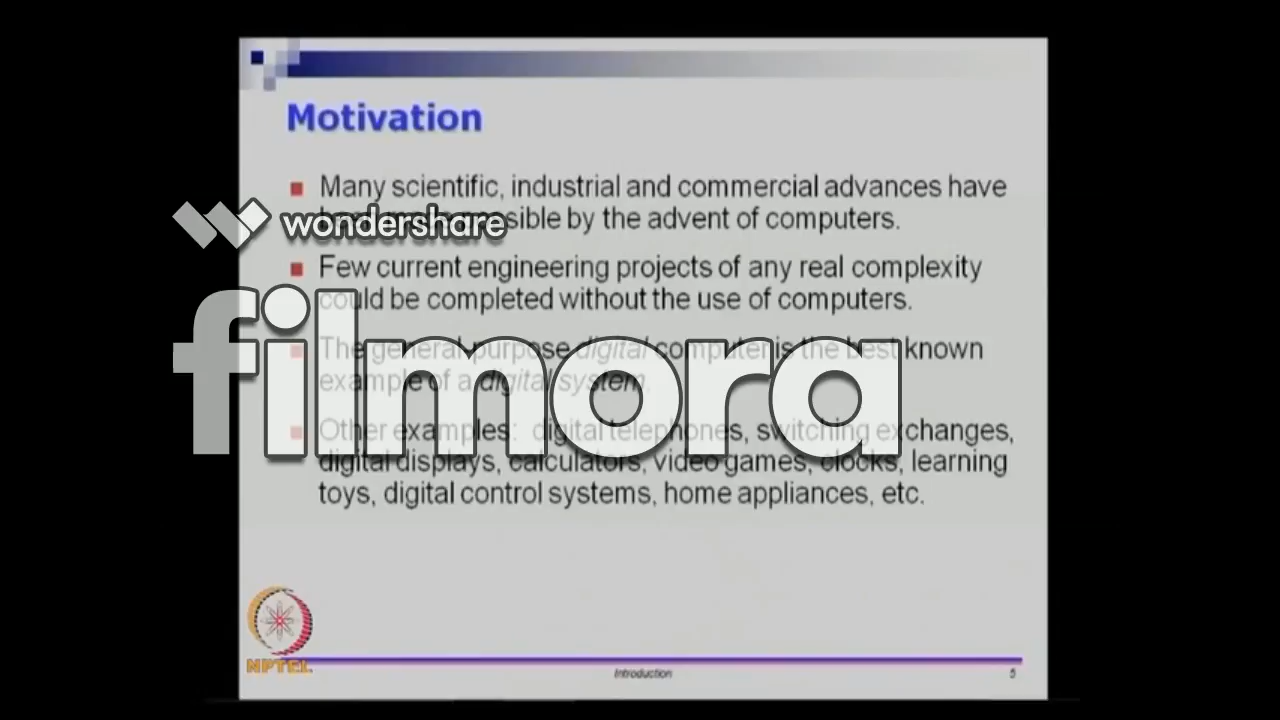 Motivation
Many scientific, industrial and commercial advances have
sible by the advent of computers.
wondershare
Few current engineering projects of any real complexity
could be completed without the use of computers.
filmora
The general-purpose digital computer is the best known
example of a digital system.
Other examples: digital telephones, switching exchanges,
digital displays, calculators, video games, clocks, learning
toys, digital control systems, home appliances, etc.
NPTEL
Introduction
5